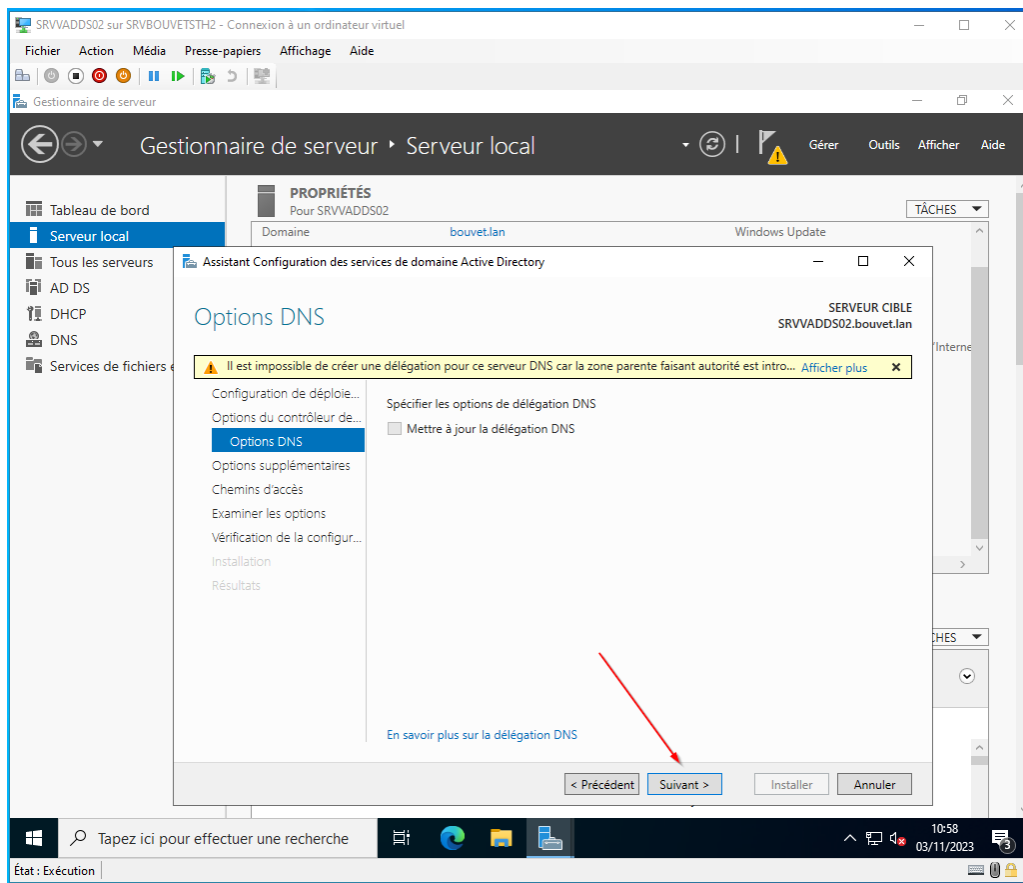 SRVVADDS02 sur SRVBOUVETSTH2 - Connexion à un ordinateur virtuel
Fichier Action Média Presse-papiers Affichage Aide
Gestionnaire de serveur
Gestionnaire de serveur Serveur local
Gérer Outils Afficher Aide
Tableau de bord
Serveur local
Tous les serveurs
AD DS
DHCP
DNS
Services de fichiers
PROPRIÉTÉS
Pour SRVVADDS02
TÂCHES
Domaine bouvet.lan Windows Update
Assistant Configuration des services de domaine Active Directory
Options DNS
SERVEUR CIBLE
SRVVADDS02.bouvet.lan
Il est impossible de créer une délégation pour ce serveur DNS car la zone parente faisant autorité est intro... Afficher plus
Configuration de déploie...
Options du contrôleur de...
Options DNS
Options supplémentaires
Chemins d'accès
Examiner les options
Vérification de la configur...
Installation
Résultats
Spécifier les options de délégation DNS
Mettre à jour la délégation DNS
En savoir plus sur la délégation DNS
< Précédent Suivant > Installer Annuler
'Interne
CHES
Tapez ici pour effectuer une recherche
10:58
03/11/2023
3
État : Exécution